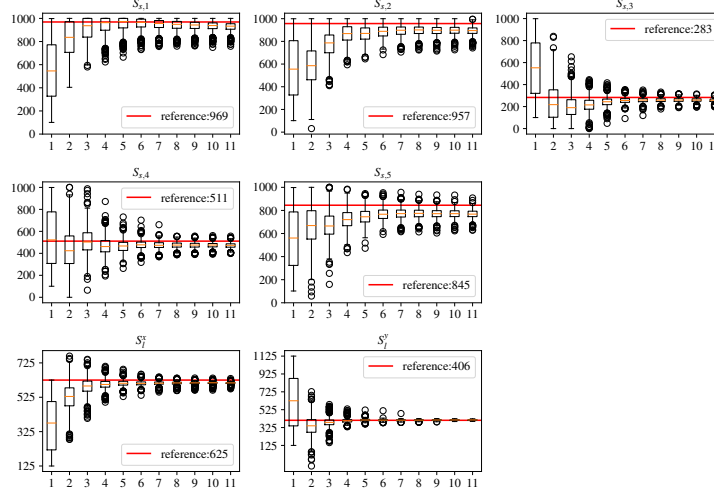 S_{s,1}
1000
800
600
400
200
0
reference:969
1 2 3 4 5 6 7 8 9 10 11
S_{s,2}
1000
800
600
400
200
0
reference:957
1 2 3 4 5 6 7 8 9 10 11
S_{s,3}
1000
800
600
400
200
0
reference:283
1 2 3 4 5 6 7 8 9 10 11
S_{s,4}
1000
800
600
400
200
0
reference:511
1 2 3 4 5 6 7 8 9 10 11
S_{s,5}
1000
800
600
400
200
0
reference:845
1 2 3 4 5 6 7 8 9 10 11
S_l^x
725
525
325
125
reference:625
1 2 3 4 5 6 7 8 9 10 11
S_l^y
1125
925
725
525
325
125
reference:406
1 2 3 4 5 6 7 8 9 10 11